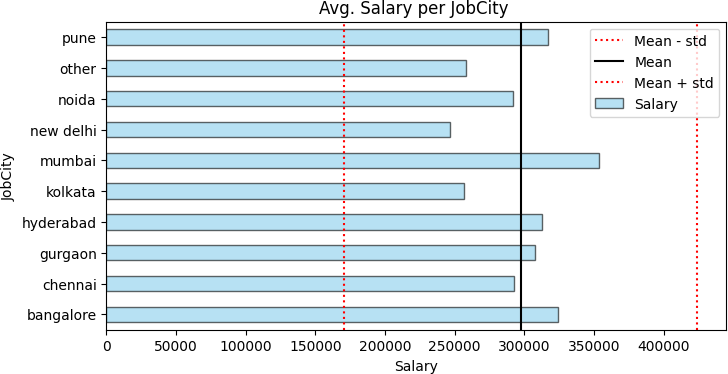 Avg. Salary per JobCity
JobCity
pune
other
noida
new delhi
mumbai
kolkata
hyderabad
gurgaon
chennai
bangalore
Mean - std
Mean
Mean + std
Salary
0 50000 100000 150000 200000 250000 300000 350000 400000
Salary